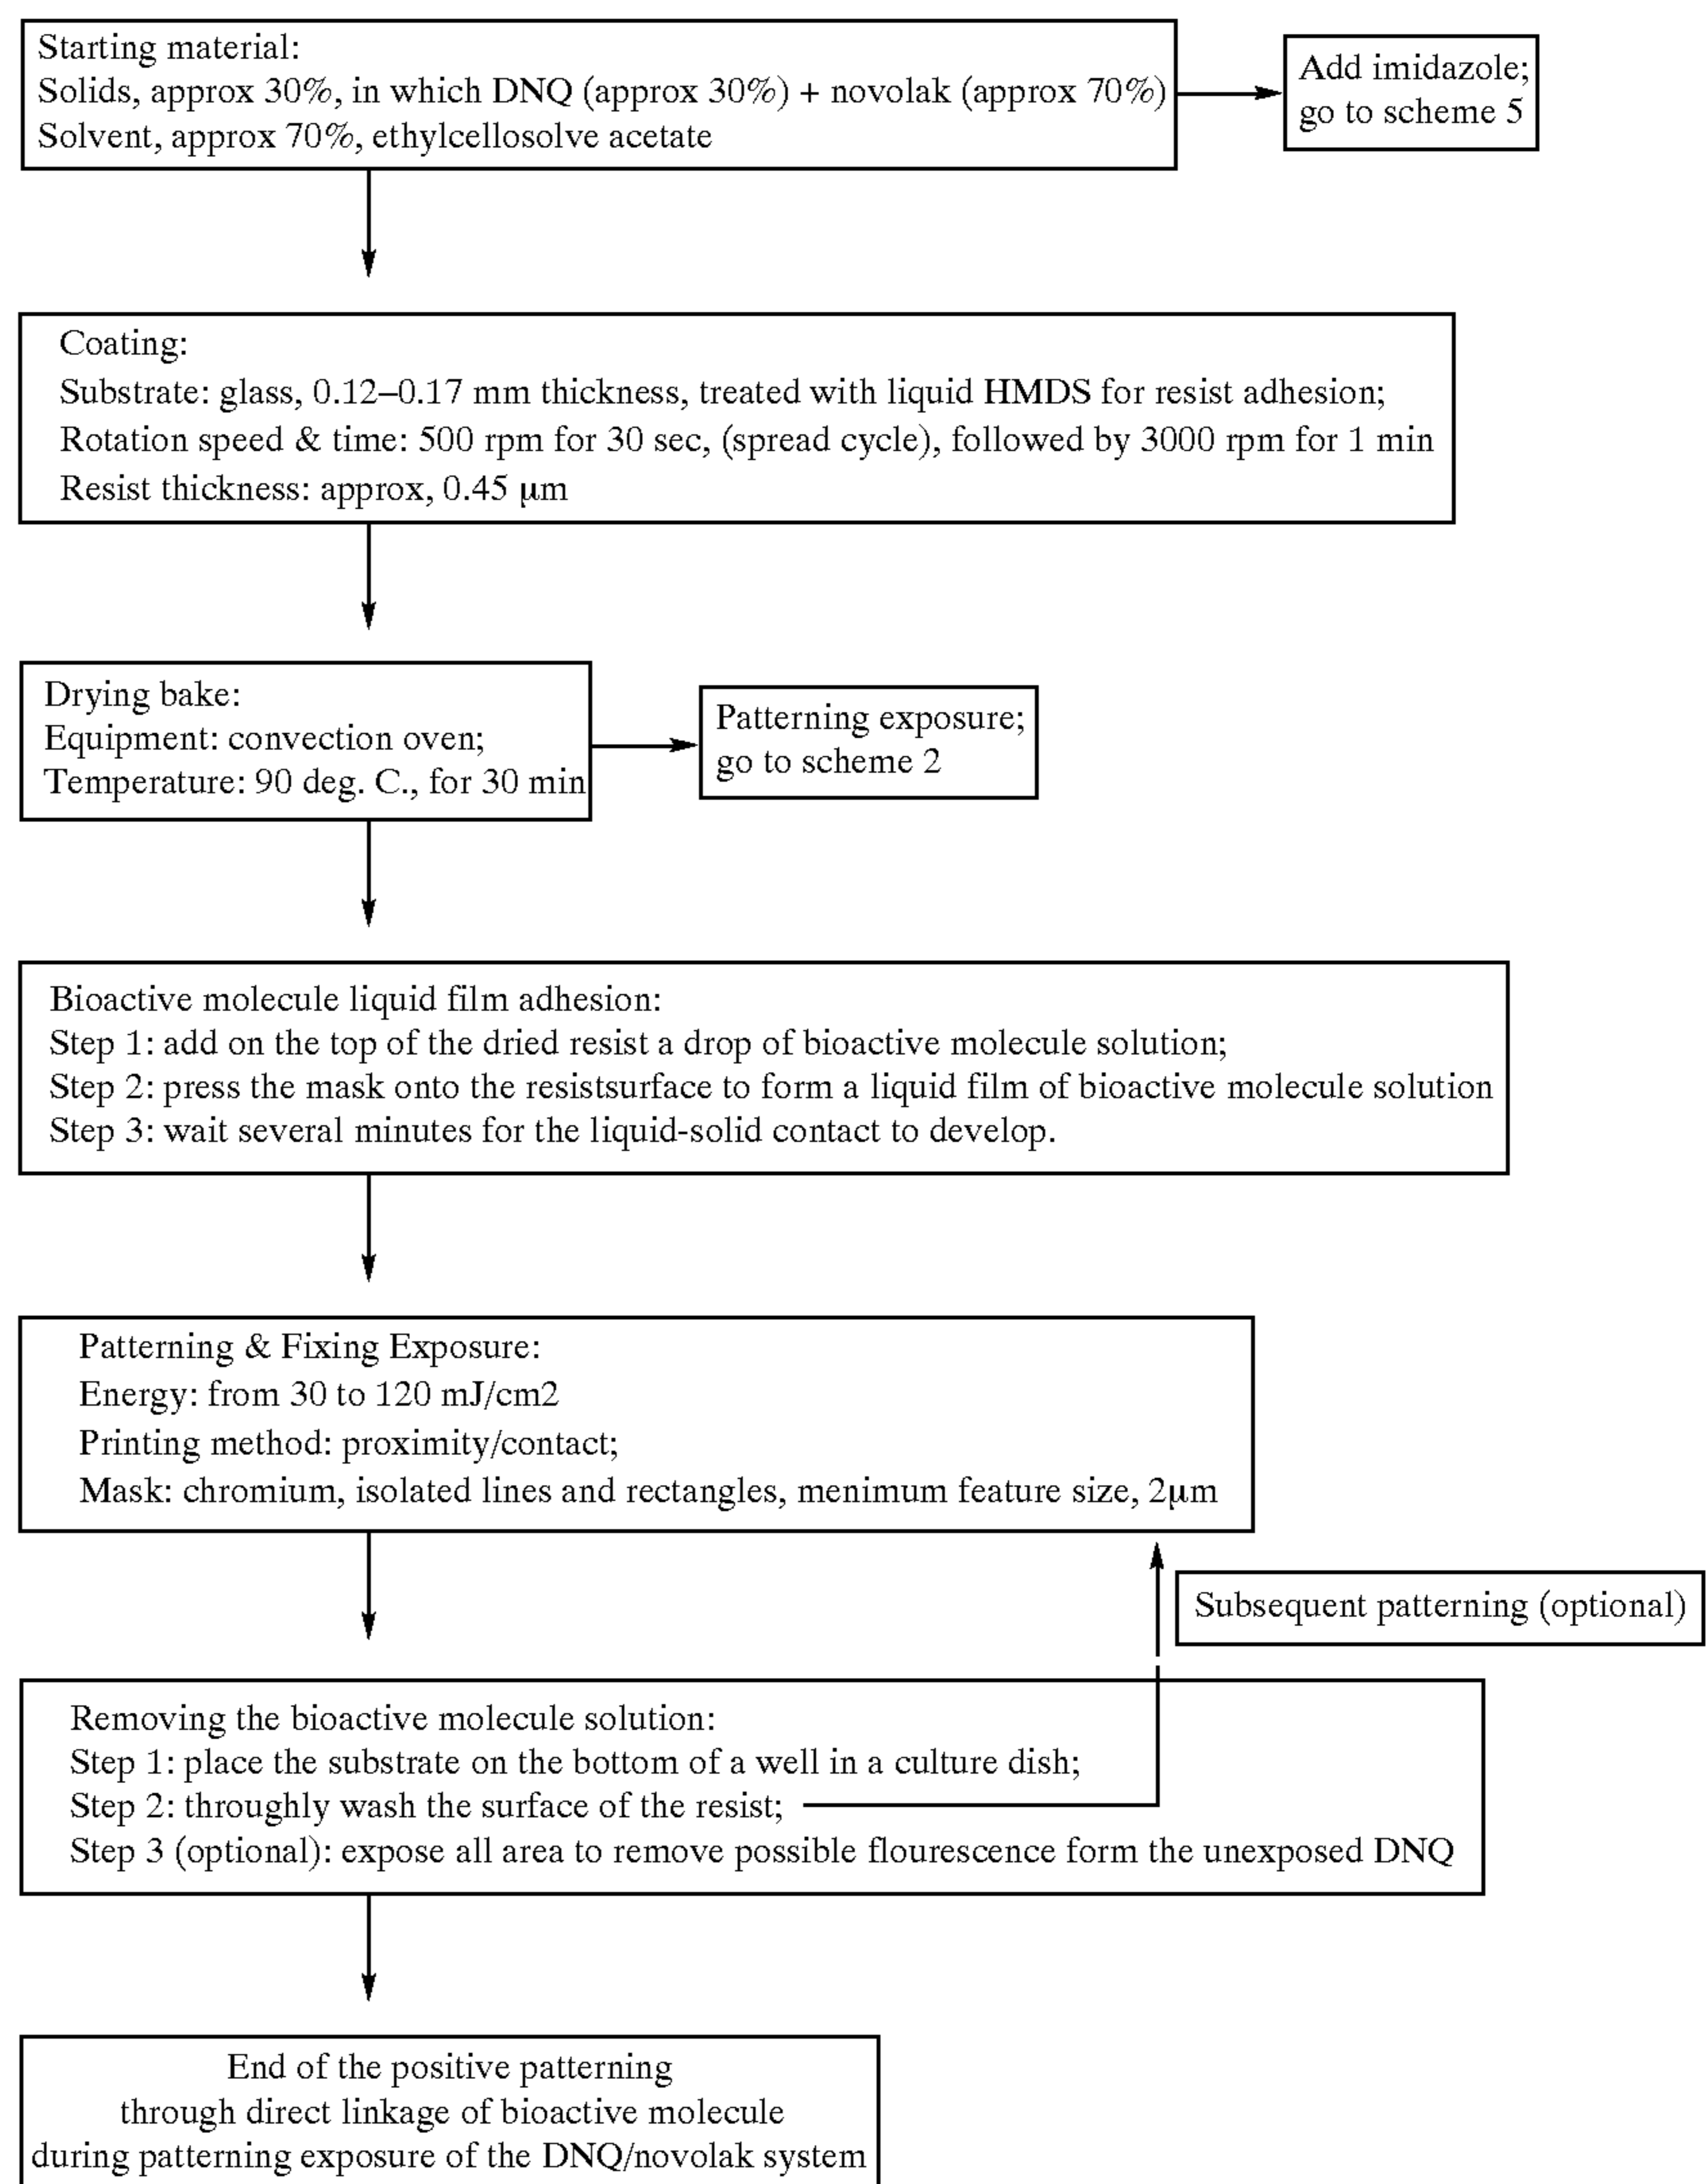 Starting material:
Solids, approx 30%, in which DNQ (approx 30%) + novolak (approx 70%)
Solvent, approx 70%, ethylcellosolve acetate
Add imidazole;
go to scheme 5
Coating:
Substrate: glass, 0.12–0.17 mm thickness, treated with liquid HMDS for resist adhesion;
Rotation speed & time: 500 rpm for 30 sec, (spread cycle), followed by 3000 rpm for 1 min
Resist thickness: approx, 0.45 μm
Drying bake:
Equipment: convection oven;
Temperature: 90 deg. C., for 30 min
Patterning exposure;
go to scheme 2
Bioactive molecule liquid film adhesion:
Step 1: add on the top of the dried resist a drop of bioactive molecule solution;
Step 2: press the mask onto the resistsurface to form a liquid film of bioactive molecule solution
Step 3: wait several minutes for the liquid-solid contact to develop.
Patterning & Fixing Exposure:
Energy: from 30 to 120 mJ/cm2
Printing method: proximity/contact;
Mask: chromium, isolated lines and rectangles, menimum feature size, 2μm
Subsequent patterning (optional)
Removing the bioactive molecule solution:
Step 1: place the substrate on the bottom of a well in a culture dish;
Step 2: throughly wash the surface of the resist;
Step 3 (optional): expose all area to remove possible flourescence form the unexposed DNQ
End of the positive patterning
through direct linkage of bioactive molecule
during patterning exposure of the DNQ/novolak system